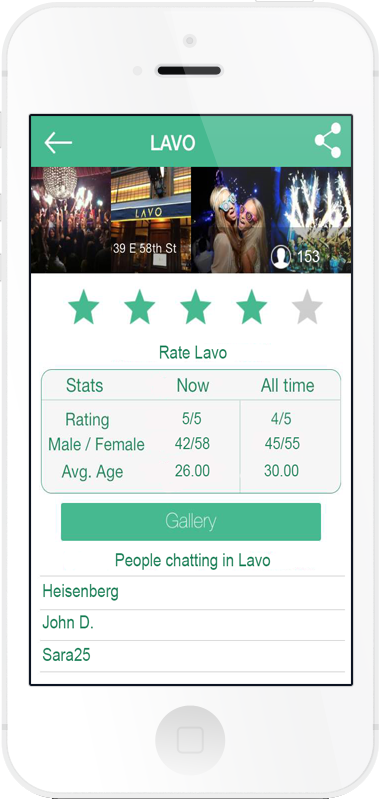 LAVO
LAVO
39 E 58th St
153
Rate Lavo
Stats Now All time
Rating 5/5 4/5
Male / Female 42/58 45/55
Avg. Age 26.00 30.00
Gallery
People chatting in Lavo
Heisenberg
John D.
Sara25